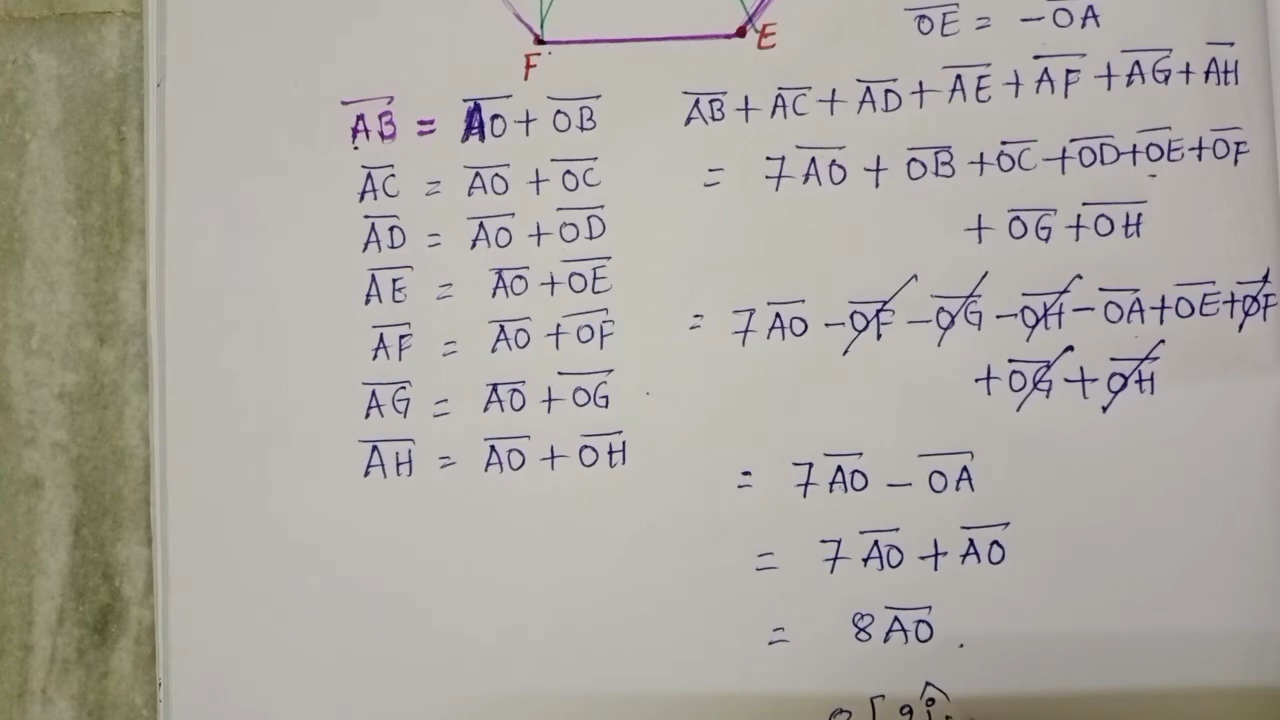 F
E
OE̅ = -OA̅
AB̅ = AO̅ + OB̅
AC̅ = AO̅ + OC̅
AD̅ = AO̅ + OD̅
AE̅ = AO̅ + OE̅
AF̅ = AO̅ + OF̅
AG̅ = AO̅ + OG̅
AH̅ = AO̅ + OH̅
AB̅ + AC̅ + AD̅ + AE̅ + AF̅ + AG̅ + AH̅
= 7AO̅ + OB̅ + OC̅ + OD̅ + OE̅ + OF̅
+ OG̅ + OH̅
= 7AO̅ - OF̅ - OG̅ - OH̅ - OA̅ + OE̅ + OF̅
+ OG̅ + OH̅
= 7AO̅ - OA̅
= 7AO̅ + AO̅
= 8AO̅.